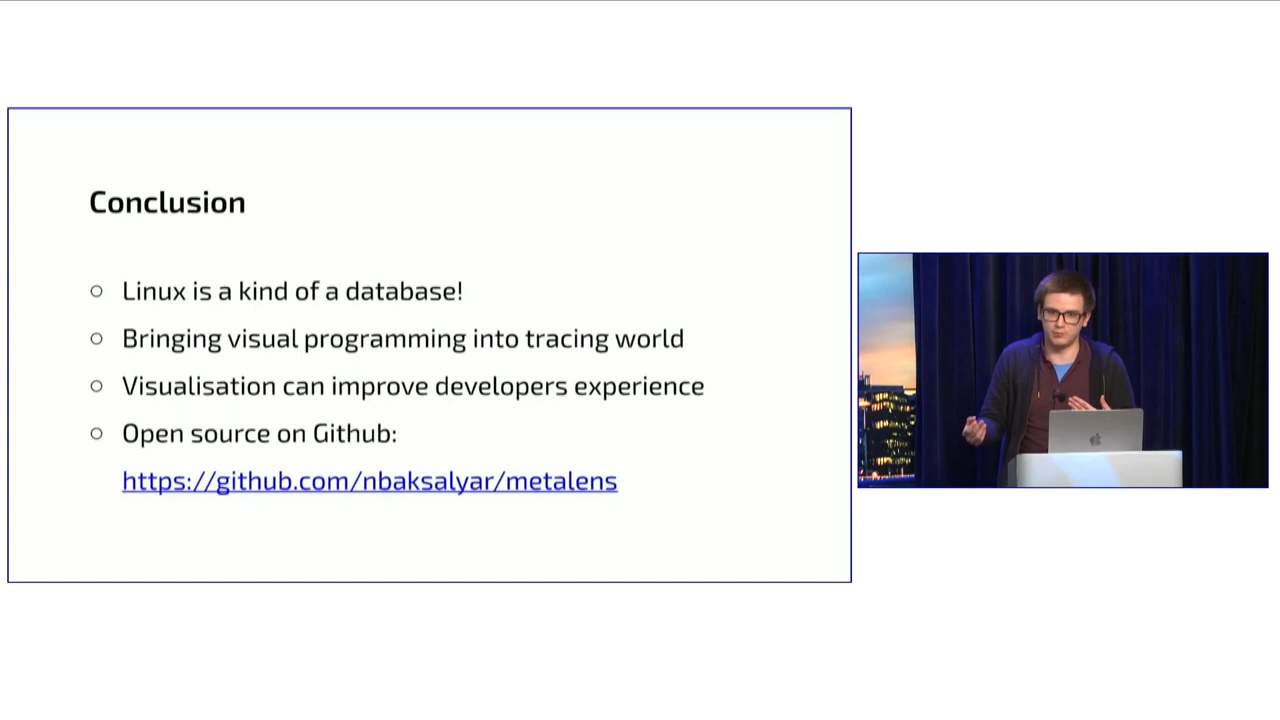 Conclusion
Linux is a kind of a database!
Bringing visual programming into tracing world
Visualisation can improve developers experience
Open source on Github:
https://github.com/nbaksalyar/metalens